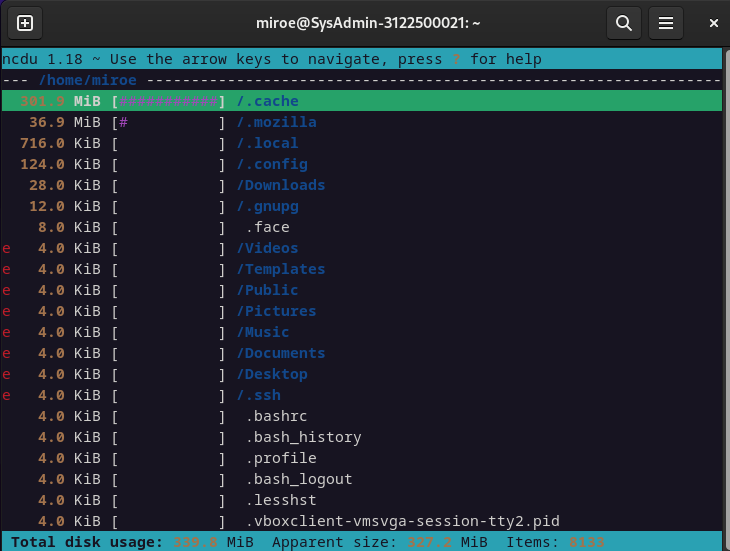 miroe@SysAdmin-3122500021: ~
ncdu 1.18 ~ Use the arrow keys to navigate, press ? for help
--- /home/miroe ----------------------------------------------------------------
301.9 MiB [###########] /.cache
36.9 MiB [#          ] /.mozilla
716.0 KiB [           ] /.local
124.0 KiB [           ] /.config
28.0 KiB [           ] /Downloads
12.0 KiB [           ] /.gnupg
8.0 KiB [           ]  .face
e 4.0 KiB [           ] /Videos
e 4.0 KiB [           ] /Templates
e 4.0 KiB [           ] /Public
e 4.0 KiB [           ] /Pictures
e 4.0 KiB [           ] /Music
e 4.0 KiB [           ] /Documents
e 4.0 KiB [           ] /Desktop
e 4.0 KiB [           ] /.ssh
4.0 KiB [           ]  .bashrc
4.0 KiB [           ]  .bash_history
4.0 KiB [           ]  .profile
4.0 KiB [           ]  .bash_logout
4.0 KiB [           ]  .lesshst
4.0 KiB [           ]  .vboxclient-vmsvga-session-tty2.pid
Total disk usage: 339.8 MiB  Apparent size: 327.2 MiB  Items: